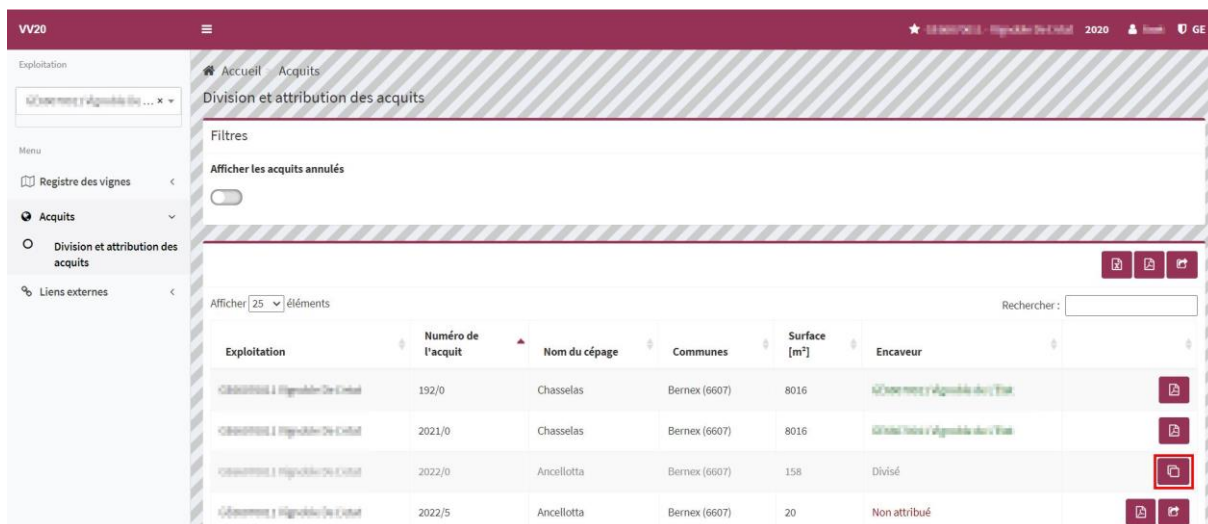 VV20
2020 GE
Exploitation
Accueil Acquits
Division et attribution des acquits
Filtres
Menu
Afficher les acquits annulés
Registre des vignes
Acquits
Division et attribution des
acquits
Liens externes
Afficher 25 éléments
Rechercher :
Exploitation Numéro de l'acquit Nom du cépage Communes Surface [m²] Encaveur
192/0 Chasselas Bernex (6607) 8016
2021/0 Chasselas Bernex (6607) 8016
2022/0 Ancellotta Bernex (6607) 158 Divisé
2022/5 Ancellotta Bernex (6607) 20 Non attribué